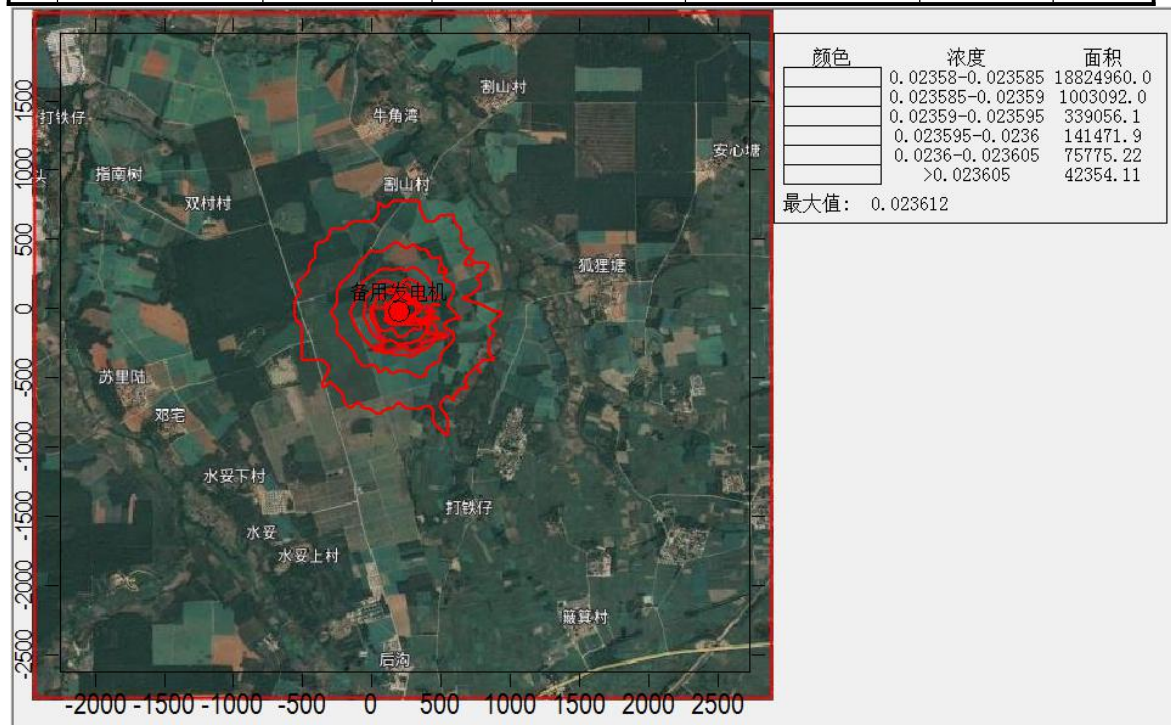 颜色 浓度 面积
0.02358-0.023585 18824960.0
0.023585-0.02359 1003092.0
0.02359-0.023595 339056.1
0.023595-0.0236 141471.9
0.0236-0.023605 75775.22
>0.023605 42354.11
最大值: 0.023612
割山村
牛角湾
打铁仔
安心塘
指南树
头
割山村
双村村
狐狸塘
备用发电机
苏里陆
邓宅
水妥下村
打铁仔
水妥
水妥上村
簸箕村
后沟
1500
1000
500
0
-500
-1000
-1500
-2000
-2500
-2000 -1500 -1000 -500 0 500 1000 1500 2000 2500